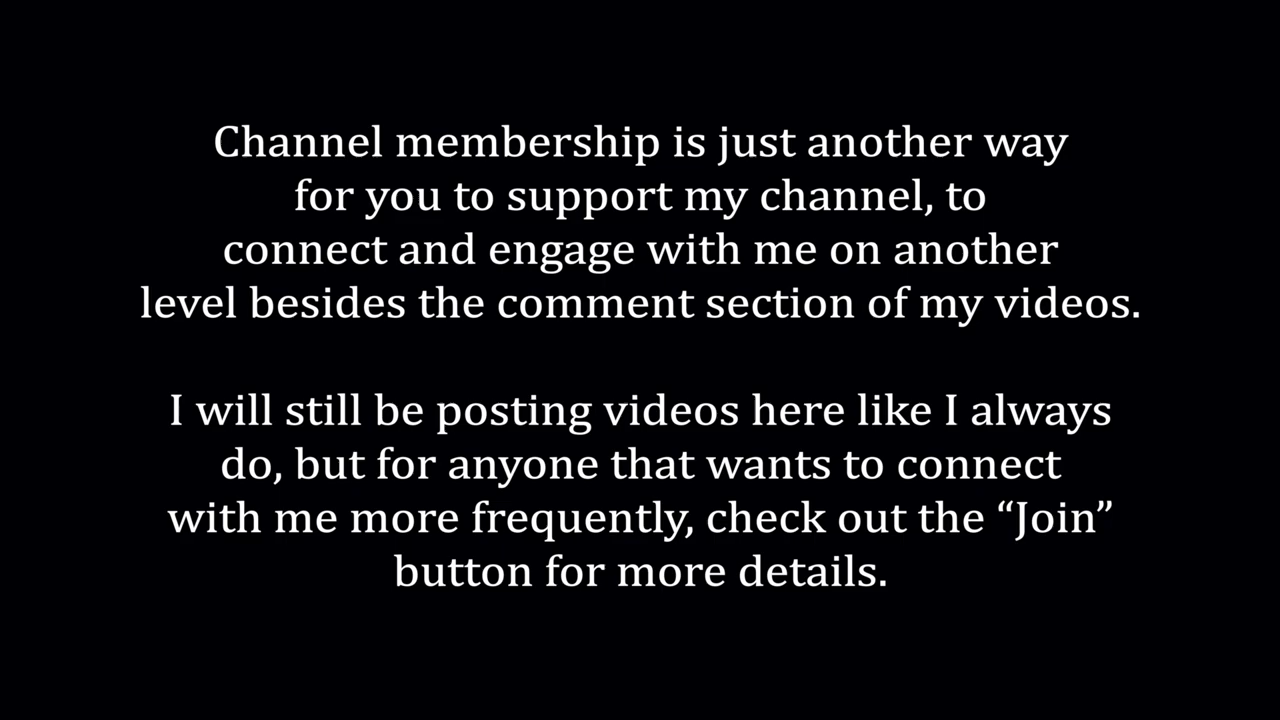 Channel membership is just another way
for you to support my channel, to
connect and engage with me on another
level besides the comment section of my videos.
I will still be posting videos here like I always
do, but for anyone that wants to connect
with me more frequently, check out the “Join”
button for more details.